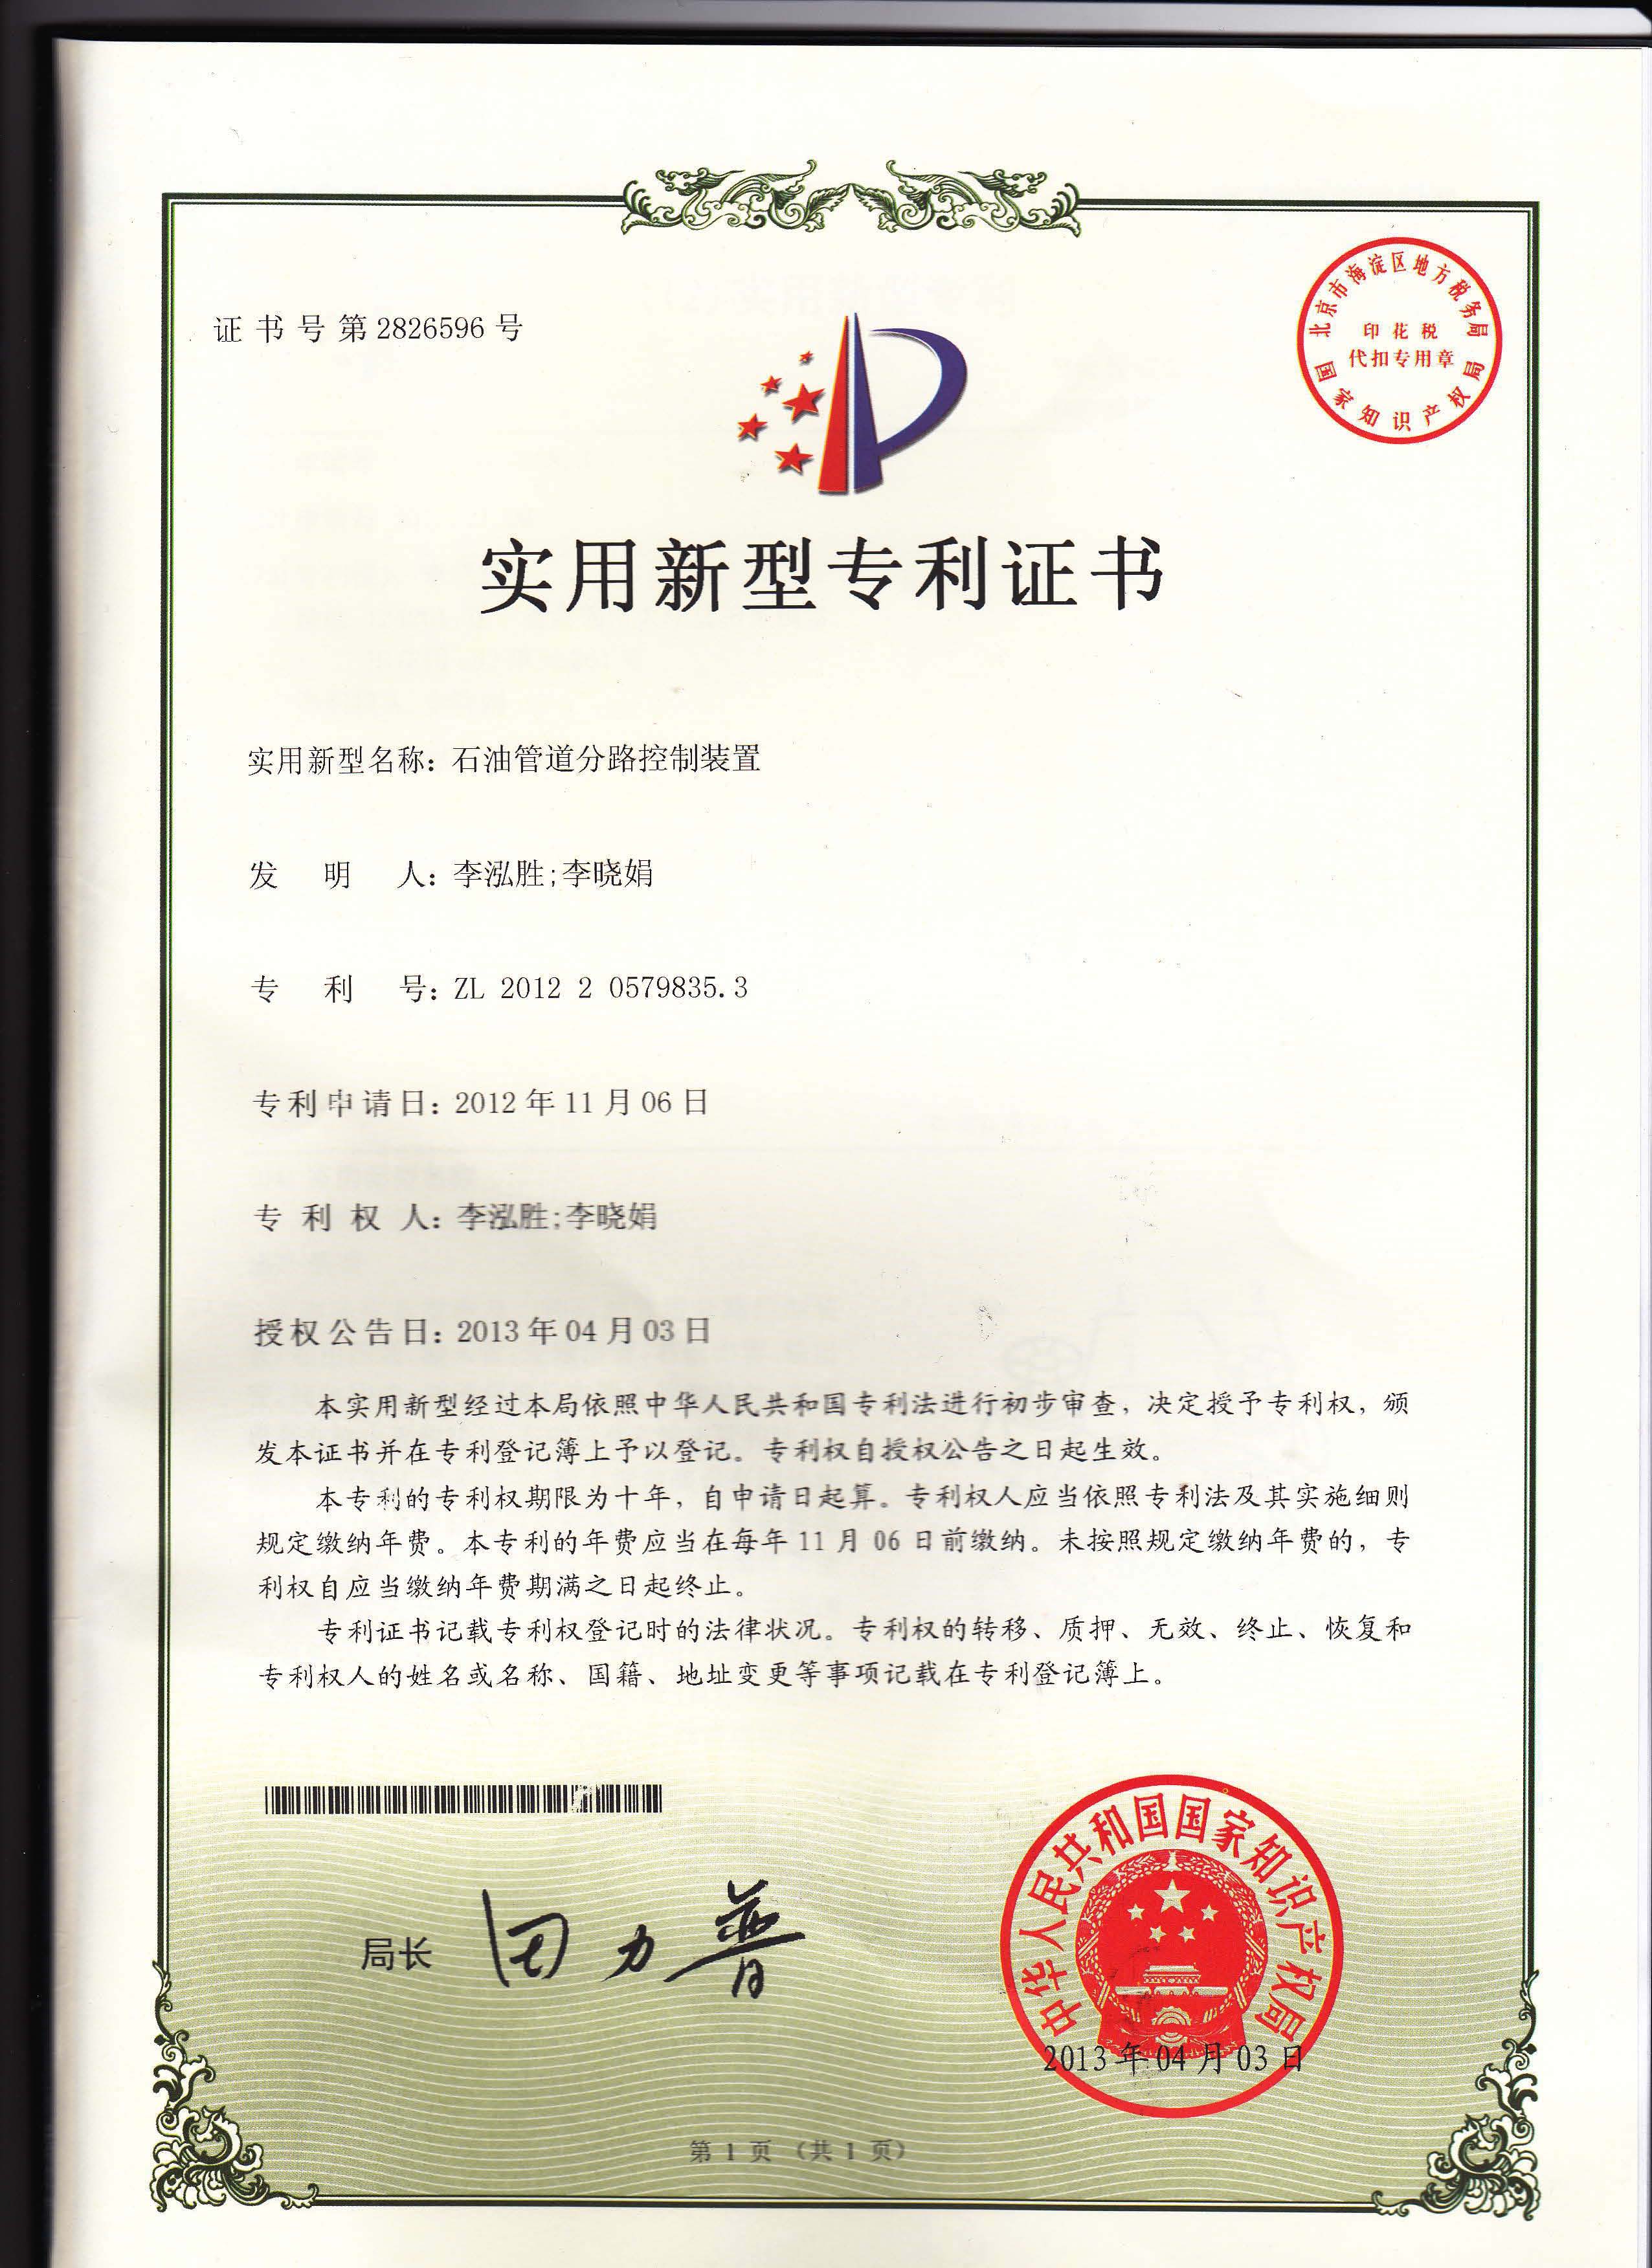 证书号第2826596号
北京市海淀区地方税务局
印花税
代扣专用章
国家知识产权局
实用新型专利证书
实用新型名称：石油管道分路控制装置
发明人：李泓胜;李晓娟
专利号：ZL 2012 2 0579835.3
专利申请日：2012年11月06日
专利权人：李泓胜;李晓娟
授权公告日：2013年04月03日
本实用新型经过本局依照中华人民共和国专利法进行初步审查，决定授予专利权，颁
发本证书并在专利登记簿上予以登记。专利权自授权公告之日起生效。
本专利的专利权期限为十年，自申请日起算。专利权人应当依照专利法及其实施细则
规定缴纳年费。本专利的年费应当在每年11月06日前缴纳。未按照规定缴纳年费的，专
利权自应当缴纳年费期满之日起终止。
专利证书记载专利权登记时的法律状况。专利权的转移、质押、无效、终止、恢复和
专利权人的姓名或名称、国籍、地址变更等事项记载在专利登记簿上。
局长 田力普
中华人民共和国国家知识产权局
2013年04月03日
第1页（共1页）